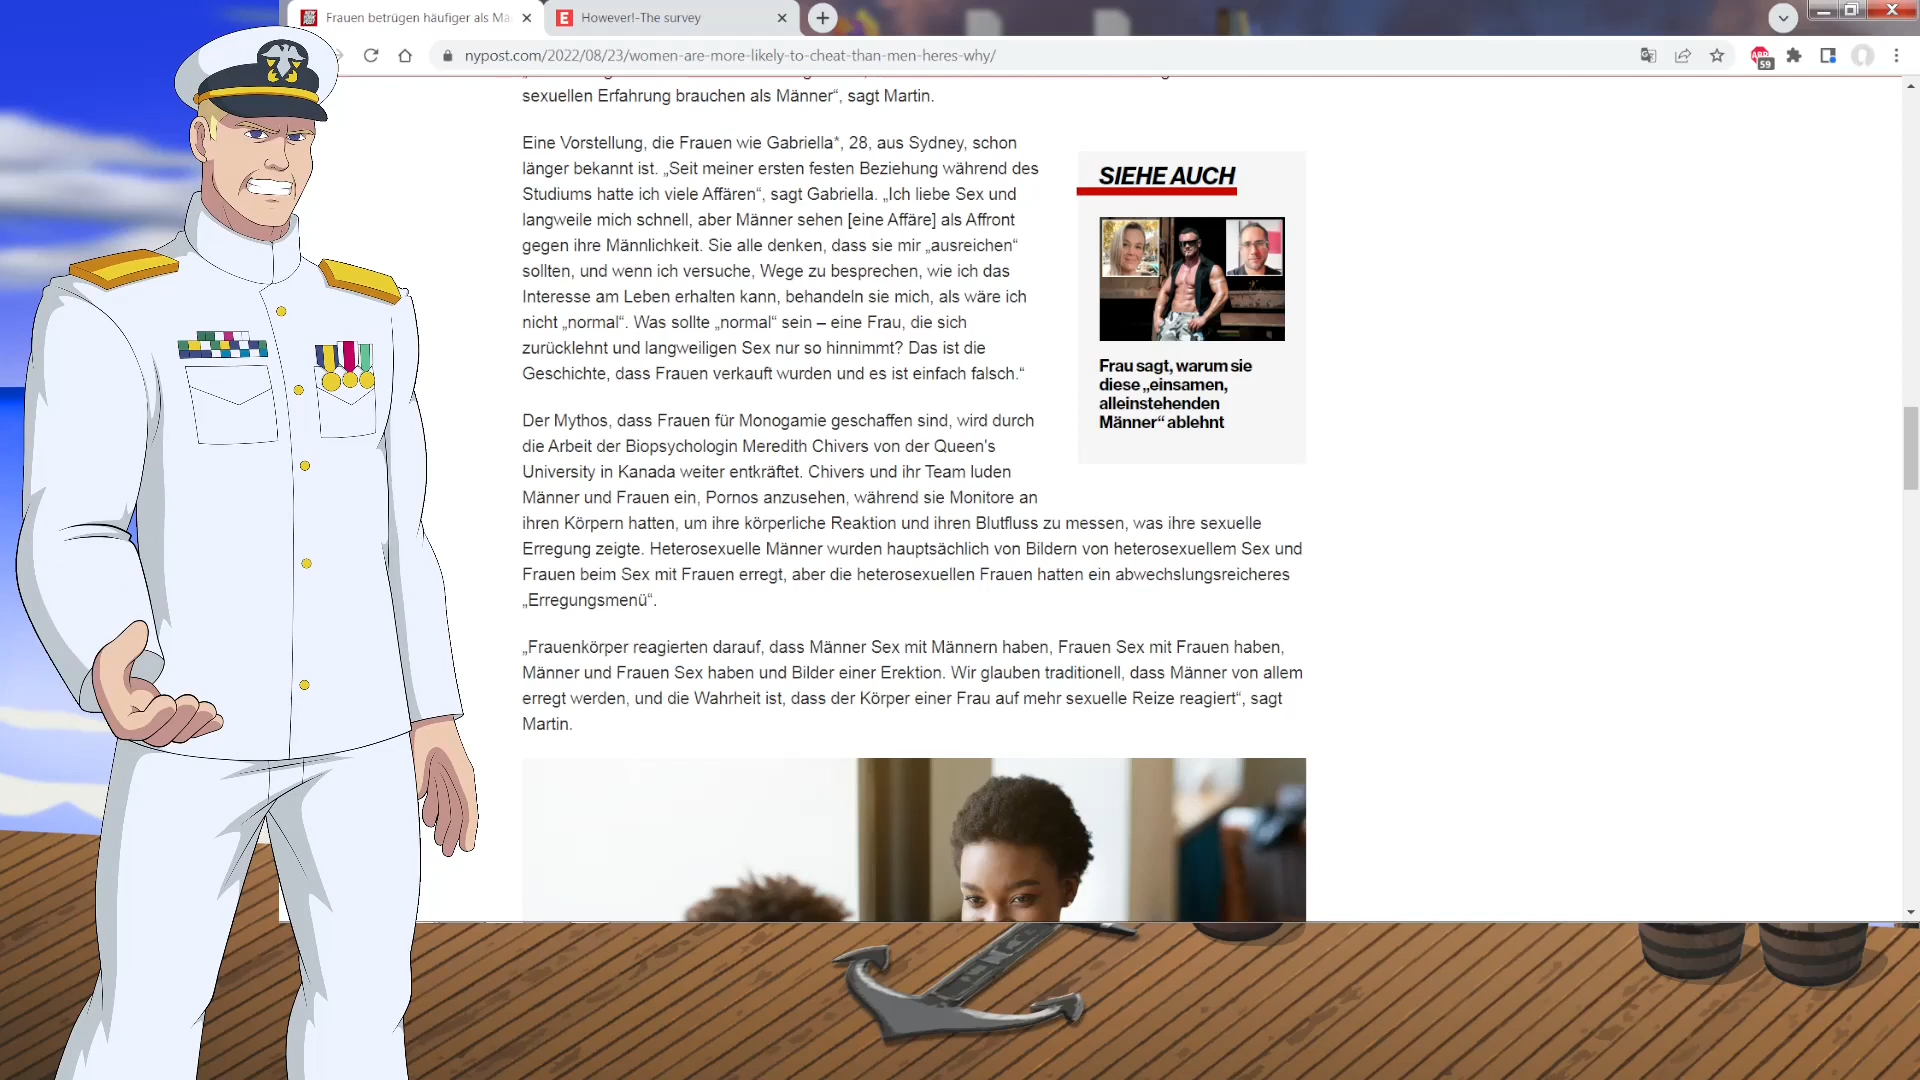 Frauen betrügen häufiger als Mä
However!-The survey
nypost.com/2022/08/23/women-are-more-likely-to-cheat-than-men-heres-why/
ABP
59
sexuellen Erfahrung brauchen als Männer“, sagt Martin.
Eine Vorstellung, die Frauen wie Gabriella*, 28, aus Sydney, schon
länger bekannt ist. „Seit meiner ersten festen Beziehung während des
Studiums hatte ich viele Affären“, sagt Gabriella. „Ich liebe Sex und
langweile mich schnell, aber Männer sehen [eine Affäre] als Affront
gegen ihre Männlichkeit. Sie alle denken, dass sie mir „ausreichen“
sollten, und wenn ich versuche, Wege zu besprechen, wie ich das
Interesse am Leben erhalten kann, behandeln sie mich, als wäre ich
nicht „normal“. Was sollte „normal“ sein – eine Frau, die sich
zurücklehnt und langweiligen Sex nur so hinnimmt? Das ist die
Geschichte, dass Frauen verkauft wurden und es ist einfach falsch.“
SIEHE AUCH
Frau sagt, warum sie
diese „einsamen,
alleinstehenden
Männer“ ablehnt
Der Mythos, dass Frauen für Monogamie geschaffen sind, wird durch
die Arbeit der Biopsychologin Meredith Chivers von der Queen's
University in Kanada weiter entkräftet. Chivers und ihr Team luden
Männer und Frauen ein, Pornos anzusehen, während sie Monitore an
ihren Körpern hatten, um ihre körperliche Reaktion und ihren Blutfluss zu messen, was ihre sexuelle
Erregung zeigte. Heterosexuelle Männer wurden hauptsächlich von Bildern von heterosexuellem Sex und
Frauen beim Sex mit Frauen erregt, aber die heterosexuellen Frauen hatten ein abwechslungsreicheres
„Erregungsmenü“.
„Frauenkörper reagierten darauf, dass Männer Sex mit Männern haben, Frauen Sex mit Frauen haben,
Männer und Frauen Sex haben und Bilder einer Erektion. Wir glauben traditionell, dass Männer von allem
erregt werden, und die Wahrheit ist, dass der Körper einer Frau auf mehr sexuelle Reize reagiert“, sagt
Martin.